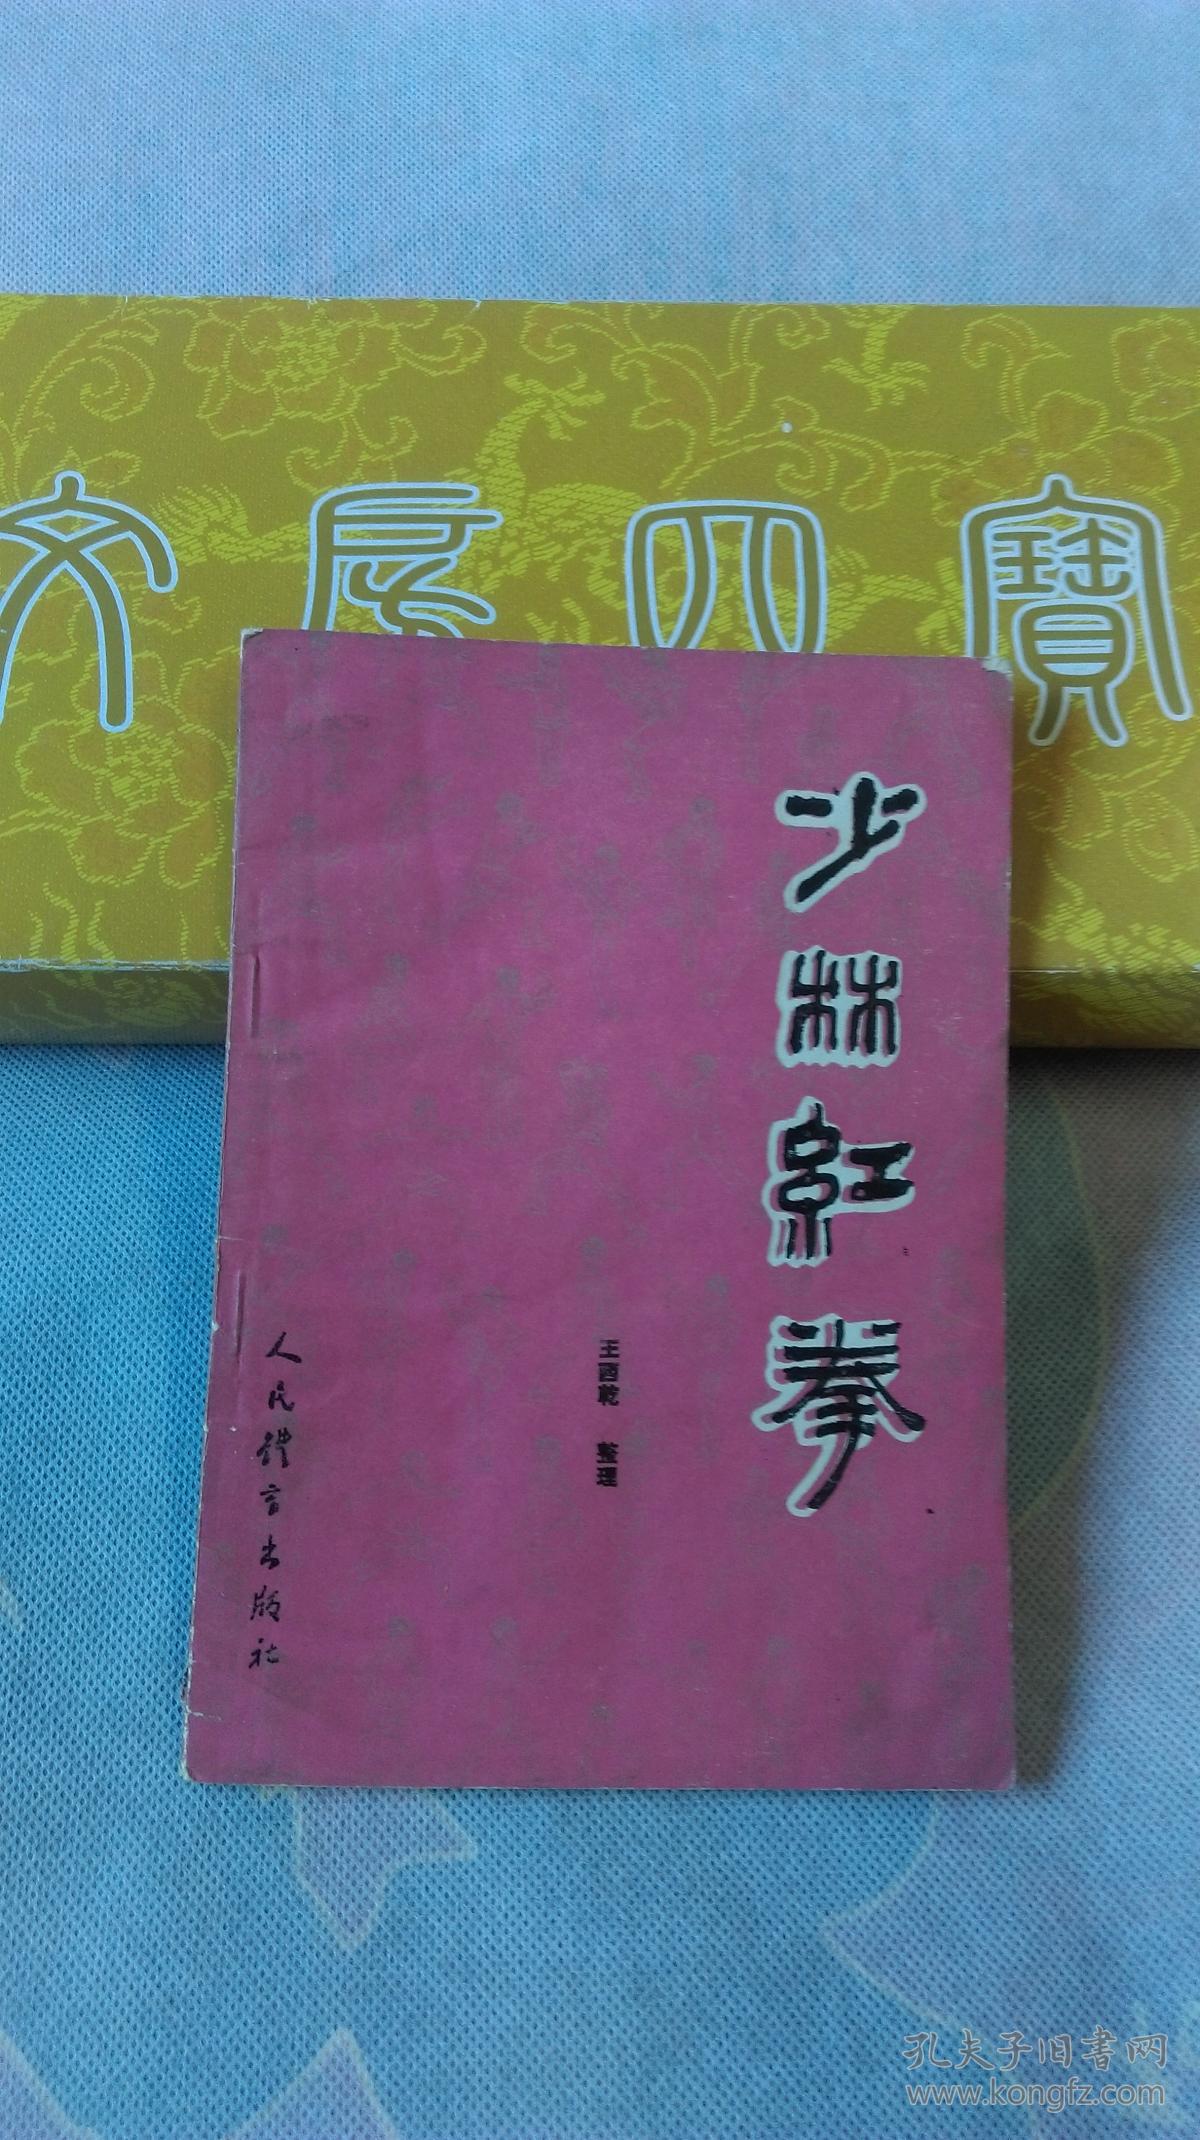 文房四寶
少林紅拳
王西乾 整理
人民體育出版社
孔夫子旧書网
www.kongfz.com